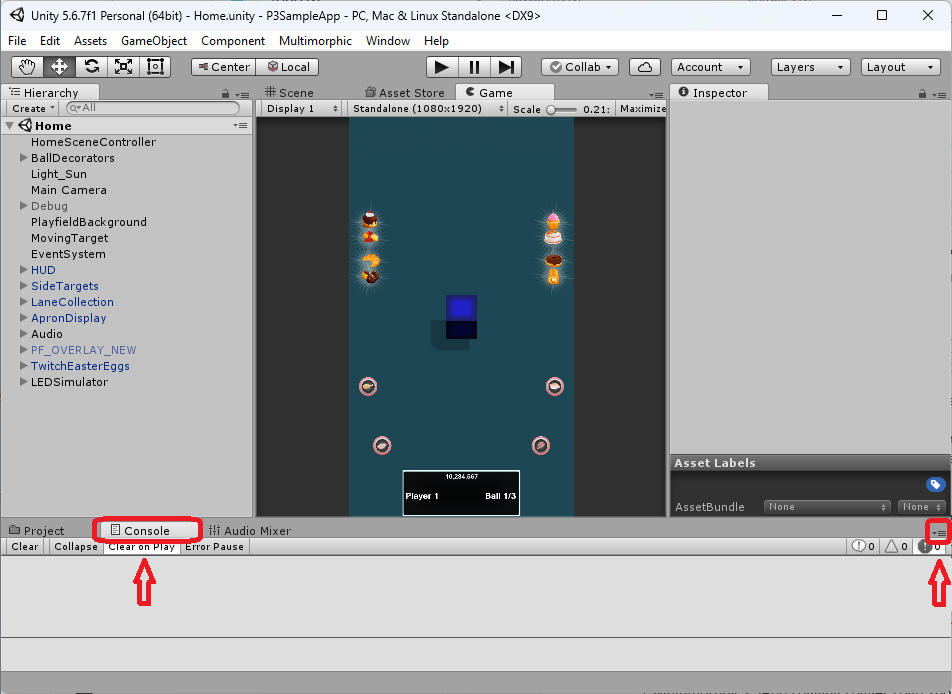 Unity 5.6.7f1 Personal (64bit) - Home.unity - P3SampleApp - PC, Mac & Linux Standalone <DX9>
File Edit Assets GameObject Component Multimorphic Window Help
Center Local Collab Account Layers Layout
Hierarchy Scene Asset Store Game Inspector
Create All Display 1 Standalone (1080x1920) Scale 0.21: Maximize
Home
HomeSceneController
BallDecorators
Light_Sun
Main Camera
Debug
PlayfieldBackground
MovingTarget
EventSystem
HUD
SideTargets
LaneCollection
ApronDisplay
Audio
PF_OVERLAY_NEW
TwitchEasterEggs
LEDSimulator
10,234,567
Player 1 Ball 1/3
Asset Labels
AssetBundle None None
Project Console Audio Mixer
Clear Collapse Clear on Play Error Pause 0 0 0